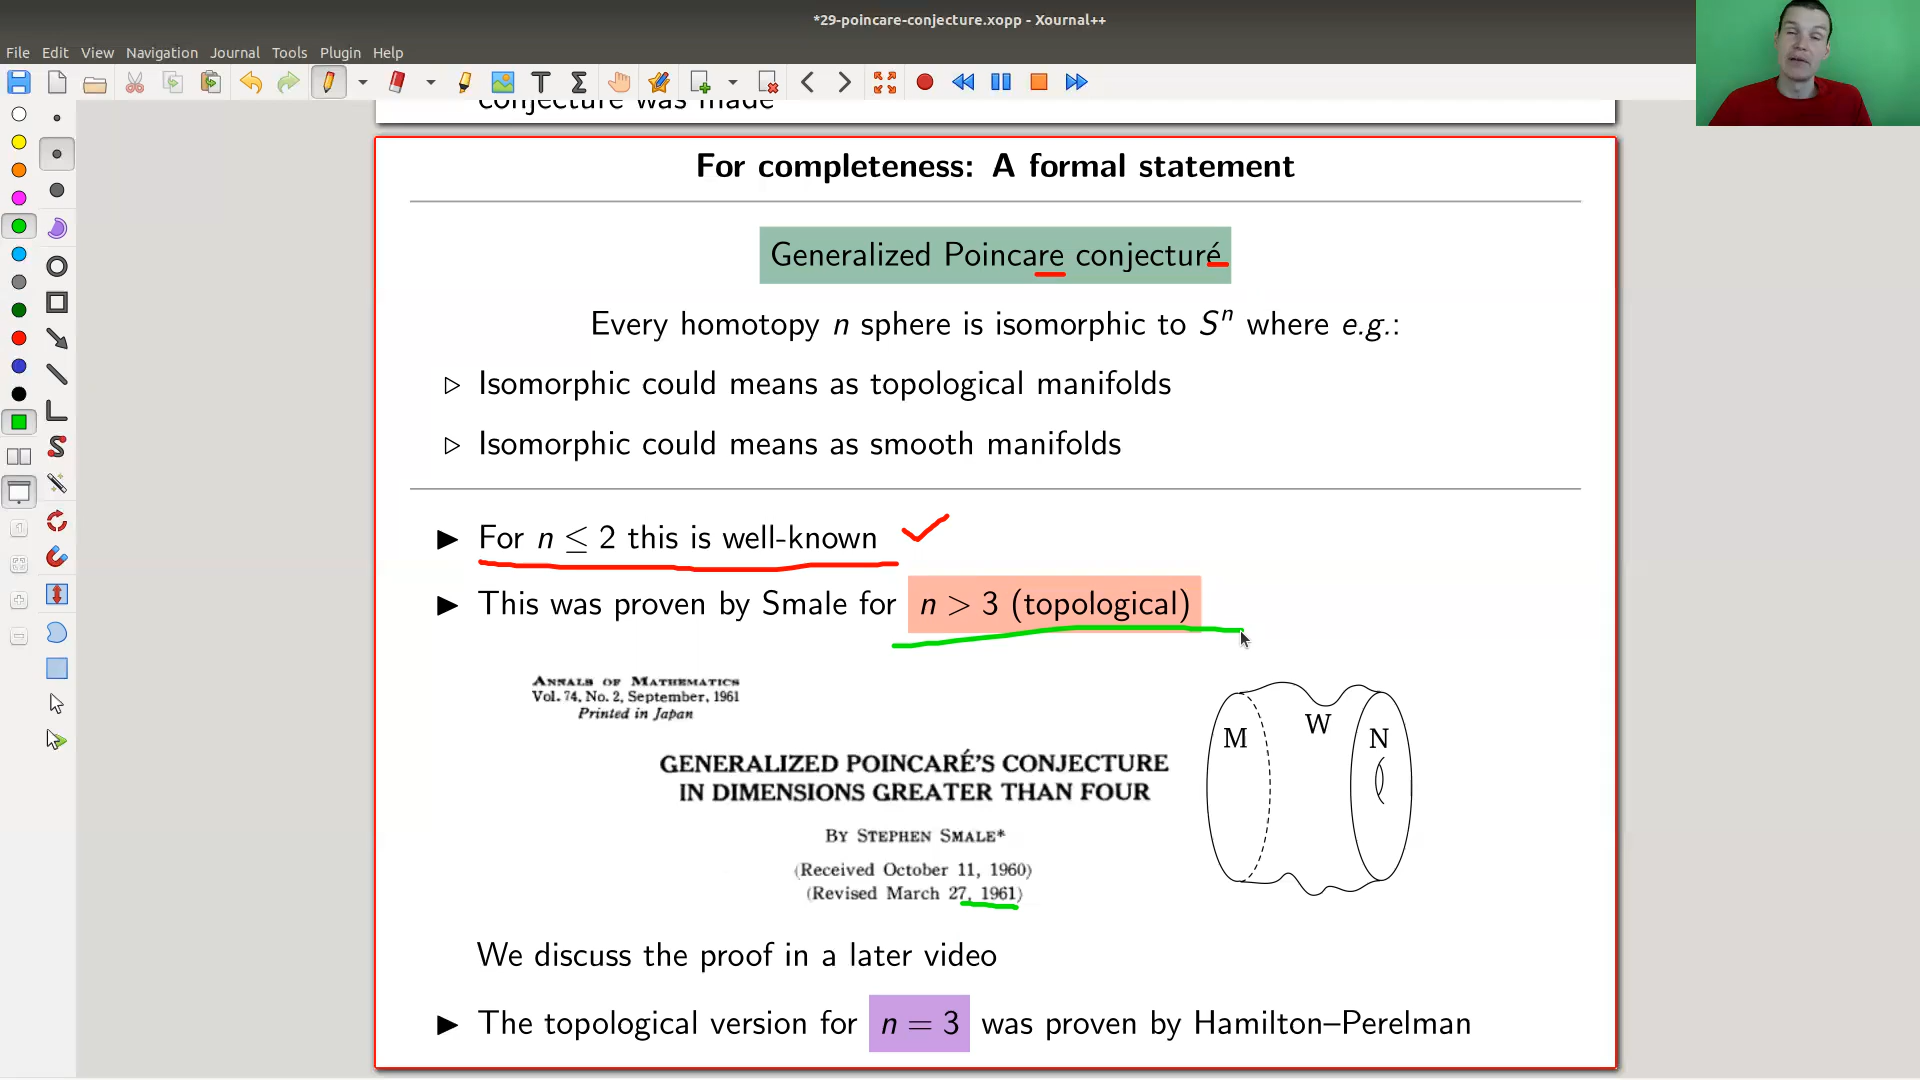 *29-poincare-conjecture.xopp - Xournal++
File Edit View Navigation Journal Tools Plugin Help
conjecture was made
For completeness: A formal statement
Generalized Poincare conjecturé
Every homotopy n sphere is isomorphic to Sⁿ where e.g.:
▷ Isomorphic could means as topological manifolds
▷ Isomorphic could means as smooth manifolds
▶ For n ≤ 2 this is well-known
▶ This was proven by Smale for n > 3 (topological)
ANNALS OF MATHEMATICS
Vol. 74, No. 2, September, 1961
Printed in Japan
GENERALIZED POINCARÉ'S CONJECTURE
IN DIMENSIONS GREATER THAN FOUR
BY STEPHEN SMALE*
(Received October 11, 1960)
(Revised March 27, 1961)
M W N
We discuss the proof in a later video
▶ The topological version for n = 3 was proven by Hamilton–Perelman